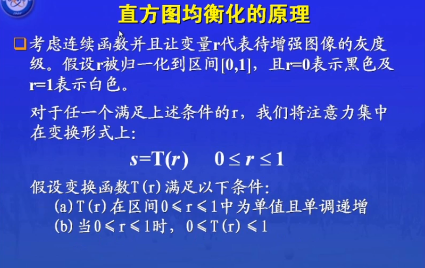 直方图均衡化的原理
考虑连续函数并且让变量r代表待增强图像的灰度
级。假设r被归一化到区间[0,1]，且r=0表示黑色及
r=1表示白色。
对于任一个满足上述条件的r，我们将注意力集中
在变换形式上：
s=T(r) 0≤r≤1
假设变换函数T(r)满足以下条件：
(a)T(r)在区间0≤r≤1中为单值且单调递增
(b)当0≤r≤1时，0≤T(r)≤1